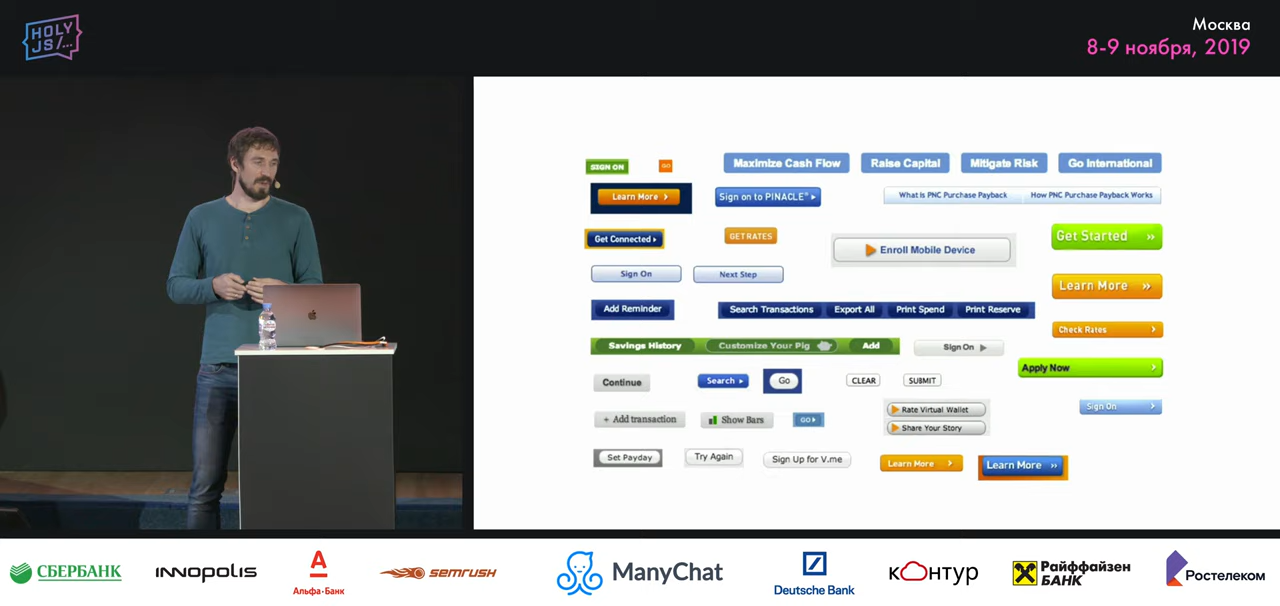 HOLY
JS/...
Москва
8-9 ноября, 2019
SIGN ON
GO
Maximize Cash Flow
Raise Capital
Mitigate Risk
Go International
Learn More
Sign on to PINACLE®
What is PNC Purchase Payback
How PNC Purchase Payback Works
Get Connected
GET RATES
Enroll Mobile Device
Get Started »
Sign On
Next Step
Learn More »
Add Reminder
Search Transactions
Export All
Print Spend
Print Reserve
Check Rates
Savings History
Customize Your Pig
Add
Sign On
Apply Now
Continue
Search
Go
CLEAR
SUBMIT
Sign On
+ Add transaction
Show Bars
GO
Rate Virtual Wallet
Share Your Story
Set Payday
Try Again
Sign Up for V.me
Learn More
Learn More »
СБЕРБАНК
INNOPOLIS
А
Альфа·Банк
semrush
ManyChat
Deutsche Bank
контур
Райффайзен
БАНК
Ростелеком